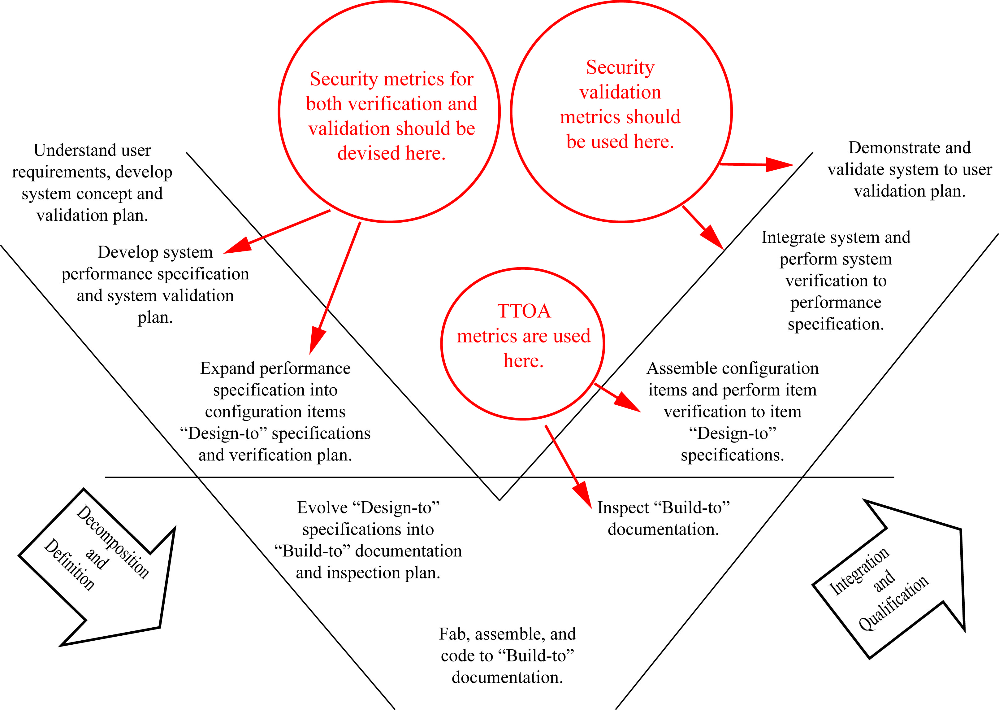 Security metrics for
both verification and
validation should be
devised here.
Security
validation
metrics should
be used here.
Understand user
requirements, develop
system concept and
validation plan.
Demonstrate and
validate system to user
validation plan.
Develop system
performance specification
and system validation
plan.
Integrate system and
perform system
verification to
performance
specification.
TTOA
metrics are used
here.
Expand performance
specification into
configuration items
“Design-to” specifications
and verification plan.
Assemble configuration
items and perform item
verification to item
“Design-to”
specifications.
Decomposition
and
Definition
Evolve “Design-to”
specifications into
“Build-to” documentation
and inspection plan.
Inspect “Build-to”
documentation.
Integration
and
Qualification
Fab, assemble, and
code to “Build-to”
documentation.